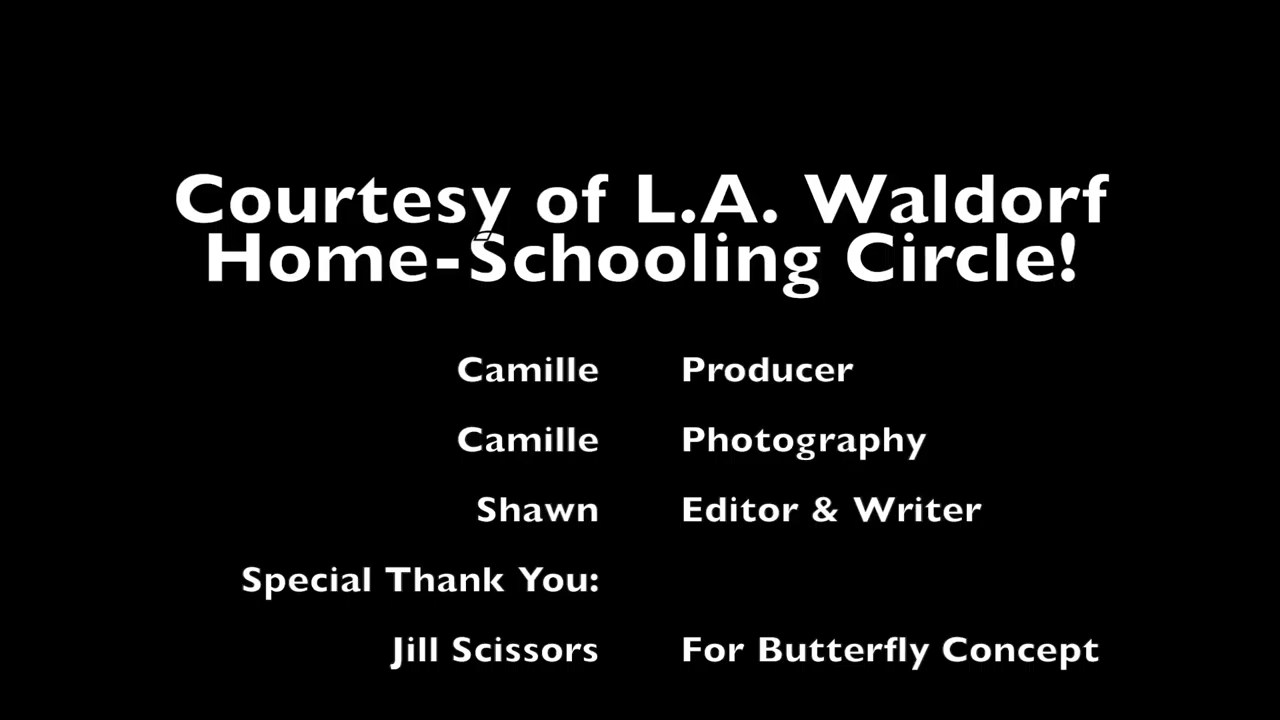 Courtesy of L.A. Waldorf
Home-Schooling Circle!
Camille Producer
Camille Photography
Shawn Editor & Writer
Special Thank You:
Jill Scissors For Butterfly Concept